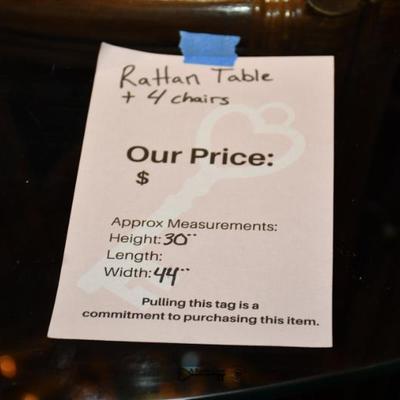 Rattan Table
+ 4 chairs
Our Price:
$
Approx Measurements:
Height: 30"
Length:
Width: 44"
Pulling this tag is a
commitment to purchasing this item.